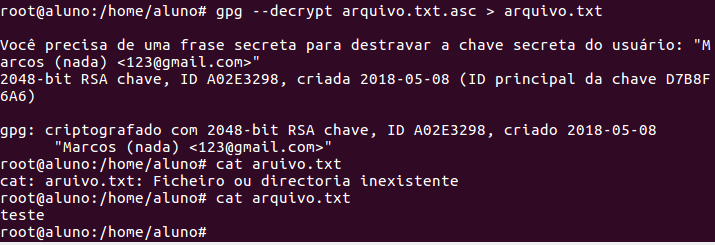 root@aluno:/home/aluno# gpg --decrypt arquivo.txt.asc > arquivo.txt
Você precisa de uma frase secreta para destravar a chave secreta do usuário: "M
arcos (nada) <123@gmail.com>"
2048-bit RSA chave, ID A02E3298, criada 2018-05-08 (ID principal da chave D7B8F
6A6)
gpg: criptografado com 2048-bit RSA chave, ID A02E3298, criado 2018-05-08
"Marcos (nada) <123@gmail.com>"
root@aluno:/home/aluno# cat aruivo.txt
cat: aruivo.txt: Ficheiro ou directoria inexistente
root@aluno:/home/aluno# cat arquivo.txt
teste
root@aluno:/home/aluno#